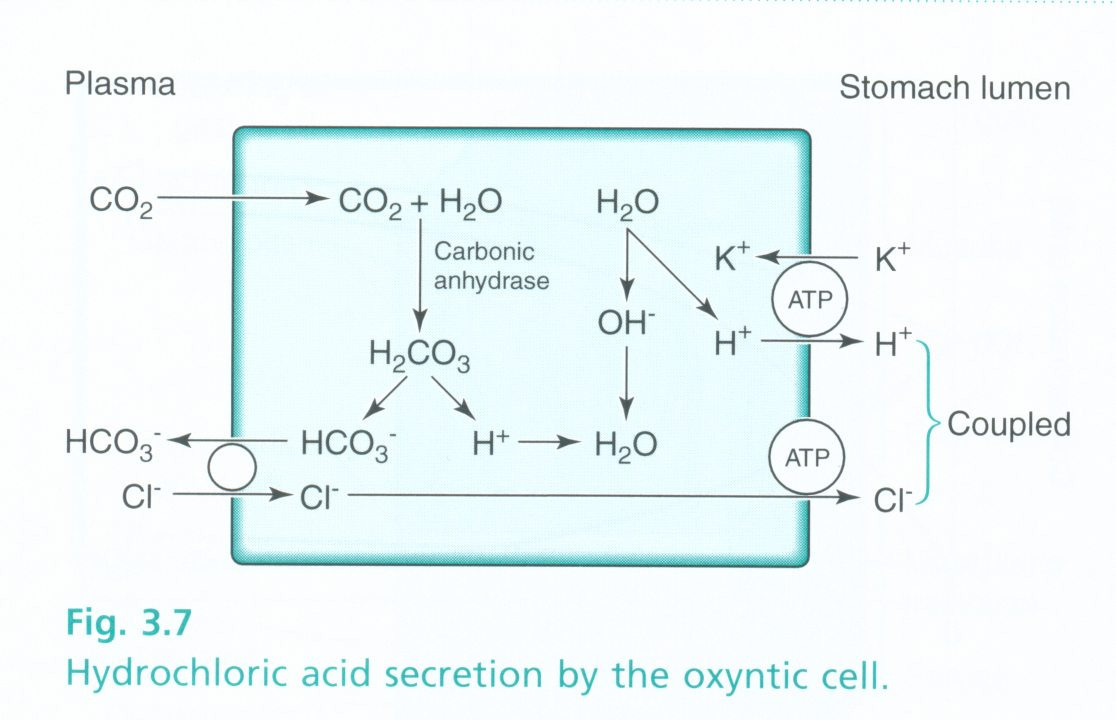 Plasma
Stomach lumen
CO₂
CO₂ + H₂O
H₂O
Carbonic
anhydrase
K⁺
K⁺
ATP
OH⁻
H⁺
H⁺
H₂CO₃
HCO₃⁻
HCO₃⁻
H⁺
H₂O
ATP
Coupled
Cl⁻
Cl⁻
Cl⁻
Fig. 3.7
Hydrochloric acid secretion by the oxyntic cell.